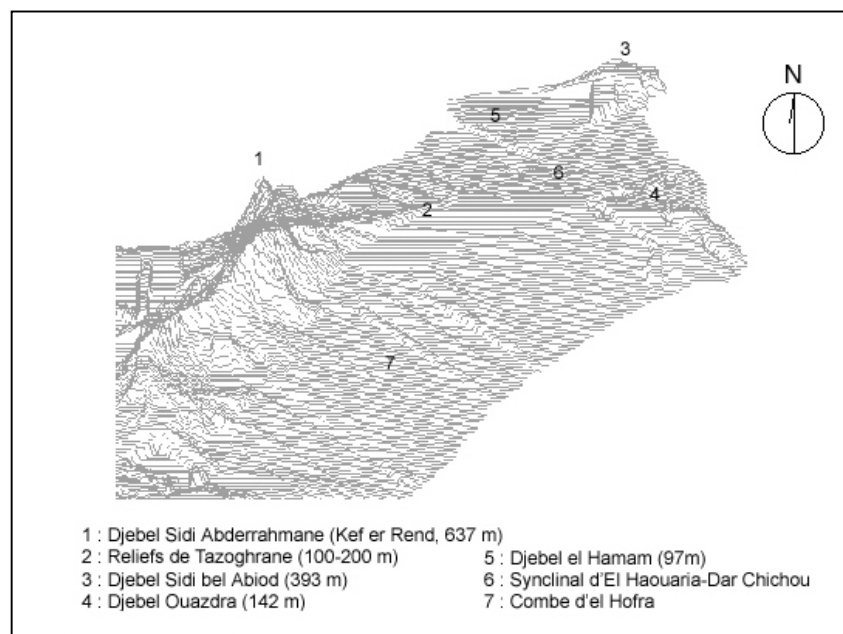 3
N
5
1
6
4
2
7
1 : Djebel Sidi Abderrahmane (Kef er Rend, 637 m)
2 : Reliefs de Tazoghrane (100-200 m)
3 : Djebel Sidi bel Abiod (393 m)
4 : Djebel Ouazdra (142 m)
5 : Djebel el Hamam (97m)
6 : Synclinal d'El Haouaria-Dar Chichou
7 : Combe d'el Hofra